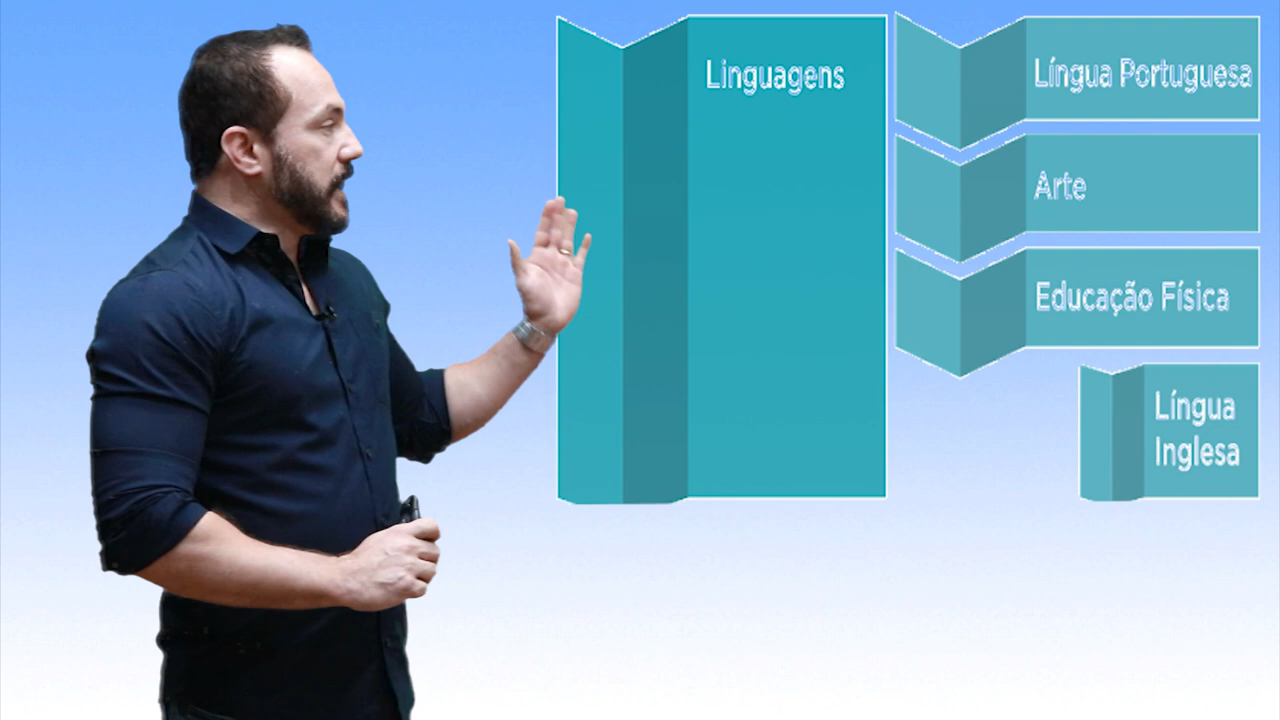 Linguagens
Língua Portuguesa
Arte
Educação Física
Língua
Inglesa